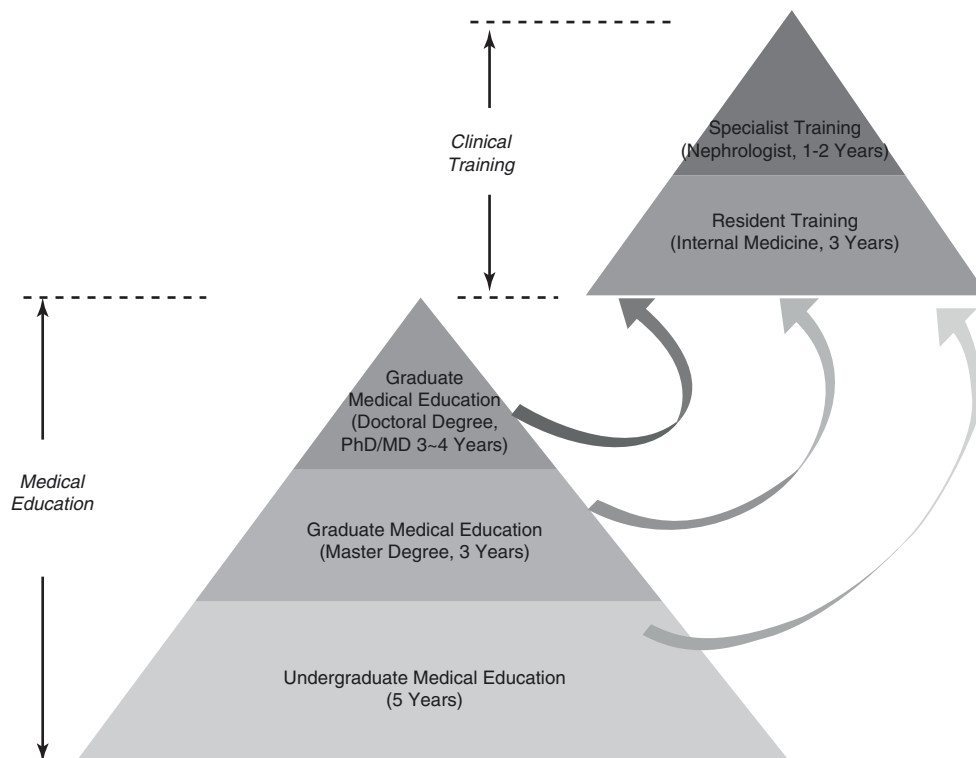 Specialist Training
(Nephrologist, 1-2 Years)
Clinical
Training
Resident Training
(Internal Medicine, 3 Years)
Graduate
Medical Education
(Doctoral Degree,
PhD/MD 3~4 Years)
Medical
Education
Graduate Medical Education
(Master Degree, 3 Years)
Undergraduate Medical Education
(5 Years)